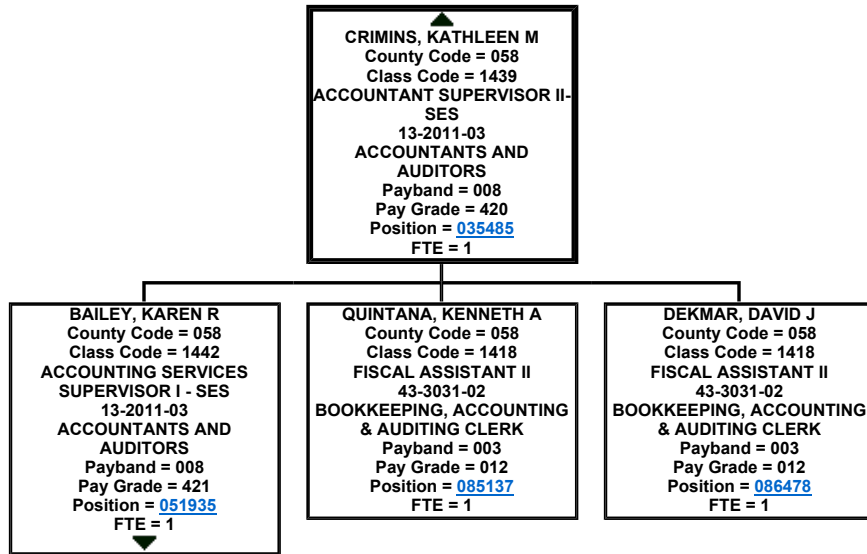 CRIMINS, KATHLEEN M
County Code = 058
Class Code = 1439
ACCOUNTANT SUPERVISOR II-
SES
13-2011-03
ACCOUNTANTS AND
AUDITORS
Payband = 008
Pay Grade = 420
Position = 035485
FTE = 1
BAILEY, KAREN R
County Code = 058
Class Code = 1442
ACCOUNTING SERVICES
SUPERVISOR I - SES
13-2011-03
ACCOUNTANTS AND
AUDITORS
Payband = 008
Pay Grade = 421
Position = 051935
FTE = 1
QUINTANA, KENNETH A
County Code = 058
Class Code = 1418
FISCAL ASSISTANT II
43-3031-02
BOOKKEEPING, ACCOUNTING
& AUDITING CLERK
Payband = 003
Pay Grade = 012
Position = 085137
FTE = 1
DEKMAR, DAVID J
County Code = 058
Class Code = 1418
FISCAL ASSISTANT II
43-3031-02
BOOKKEEPING, ACCOUNTING
& AUDITING CLERK
Payband = 003
Pay Grade = 012
Position = 086478
FTE = 1